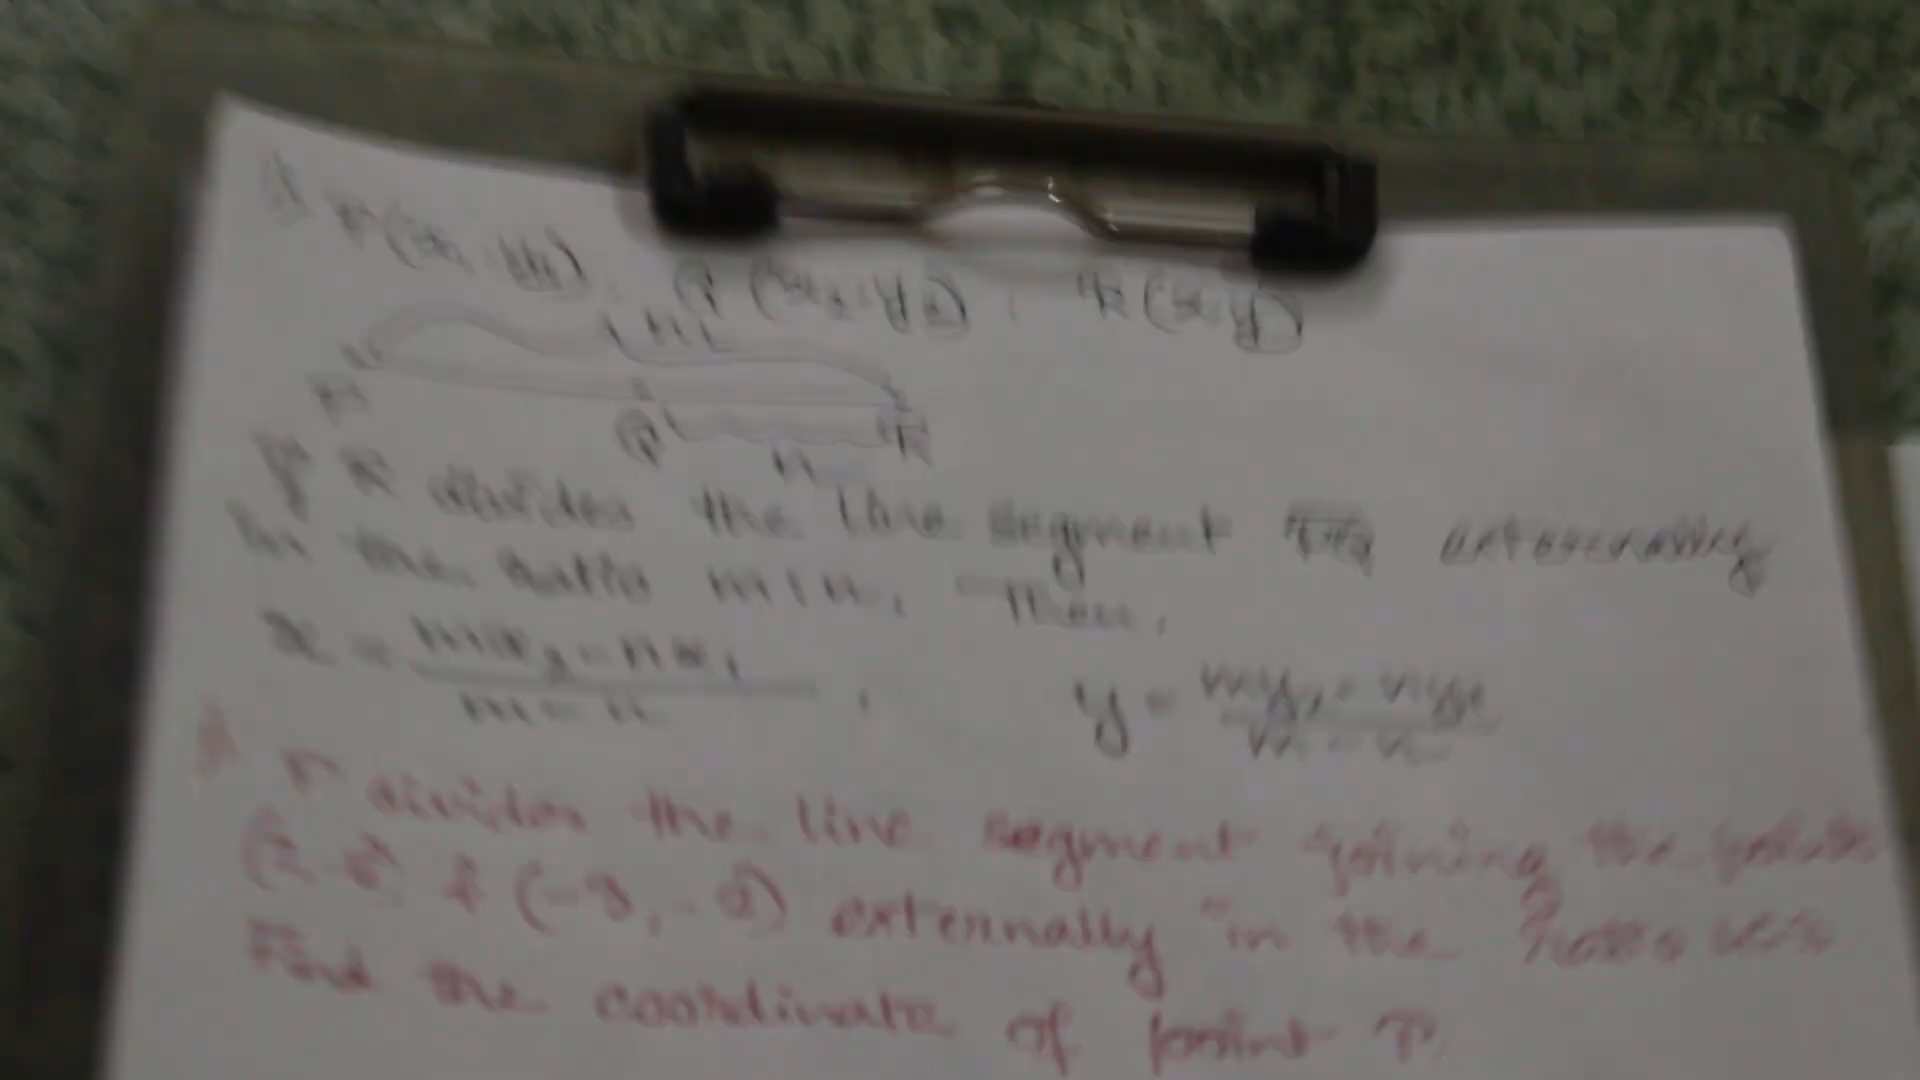 P(x₁, y₁), Q(x₂, y₂), R(x, y)
m
P
Q R
n
If R divides the line segment PQ externally
in the ratio m:n, Then,
x = (mx₂ - nx₁)/(m - n), y = (my₂ - ny₁)/(m - n)
P divides the line segment joining the points
& (-3, -2) externally in the ratio
Find the coordinate of point P.